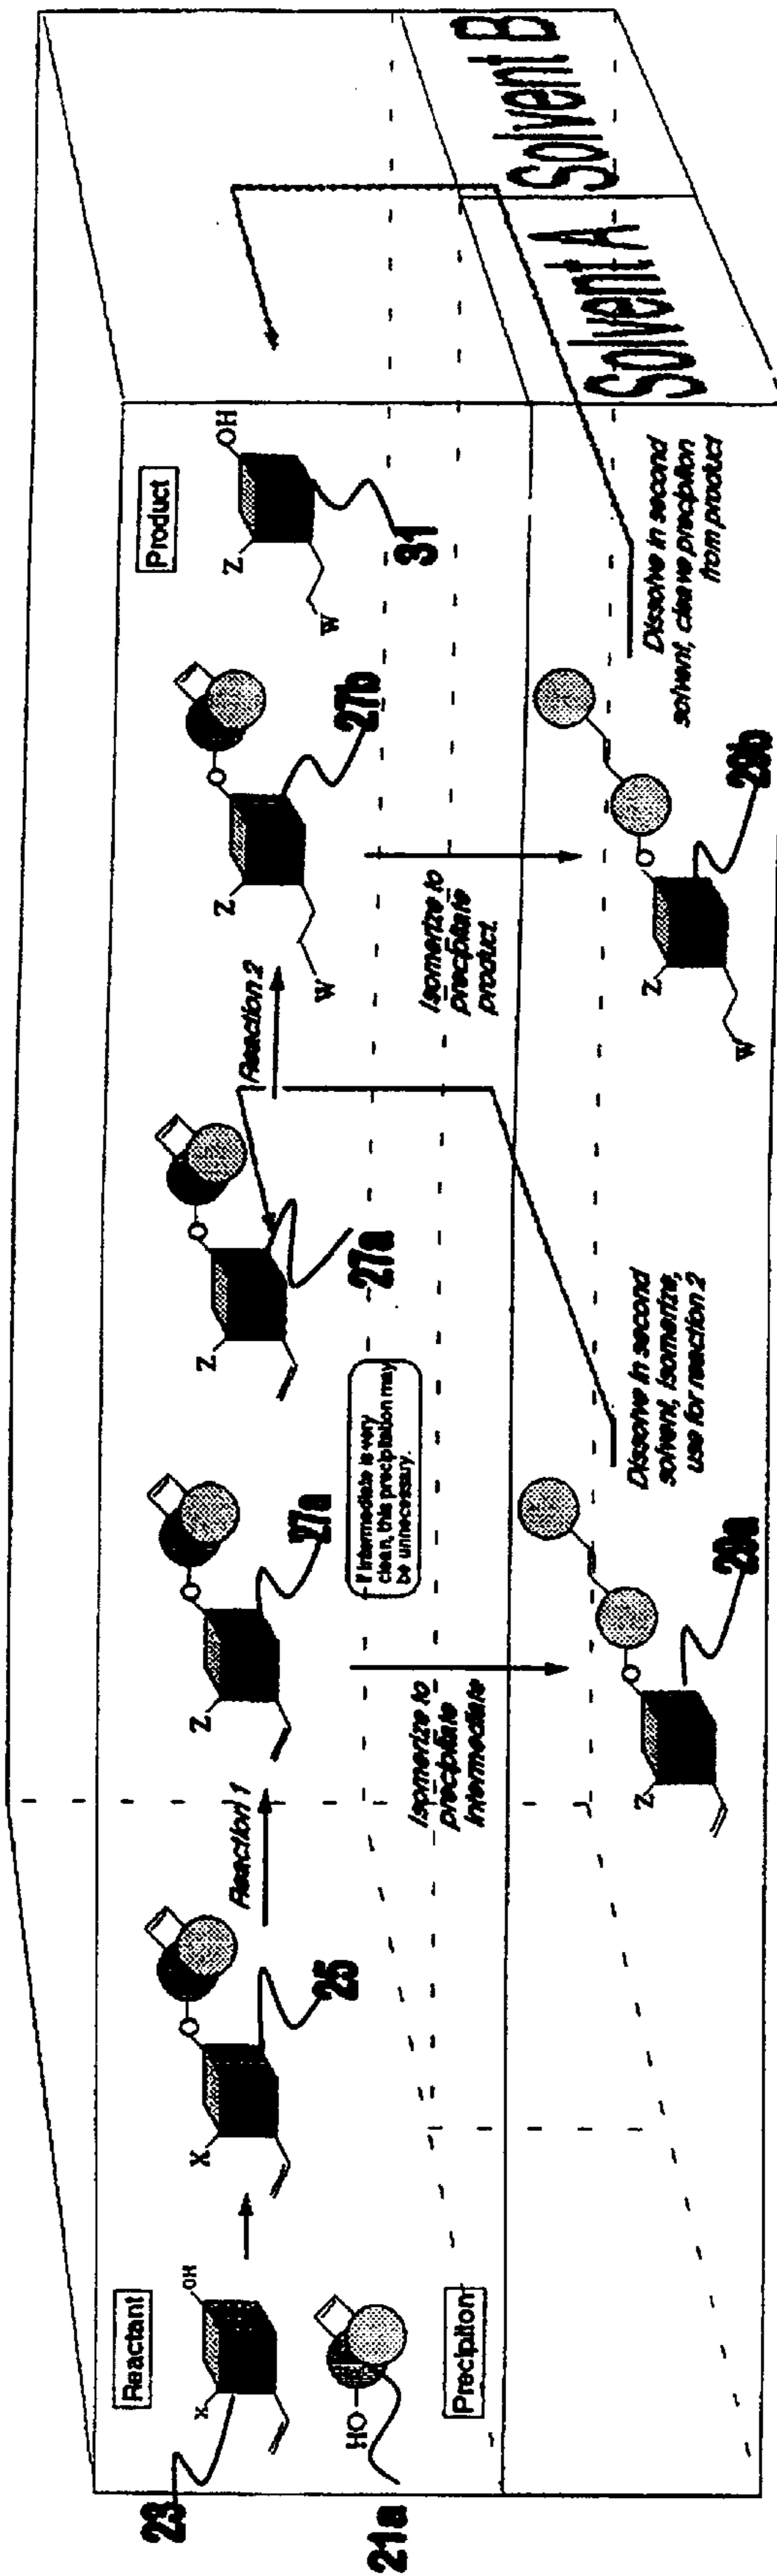 Reactant
X
OH
23
HO
21a
Precipiton
X
O
25
Reaction 1
Z
O
27a
If intermediate is very
clean, this precipitation may
be unnecessary.
Isomerize to
precipitate
intermediate
Z
O
29a
Dissolve in second
solvent, isomerize,
use for reaction 2
Z
O
27a
Reaction 2
Z
O
W
27b
Isomerize to
precipitate
product.
Z
O
W
29b
Dissolve in second
solvent, cleave precipiton
from product
Product
Z
OH
W
31
Solvent A
Solvent B